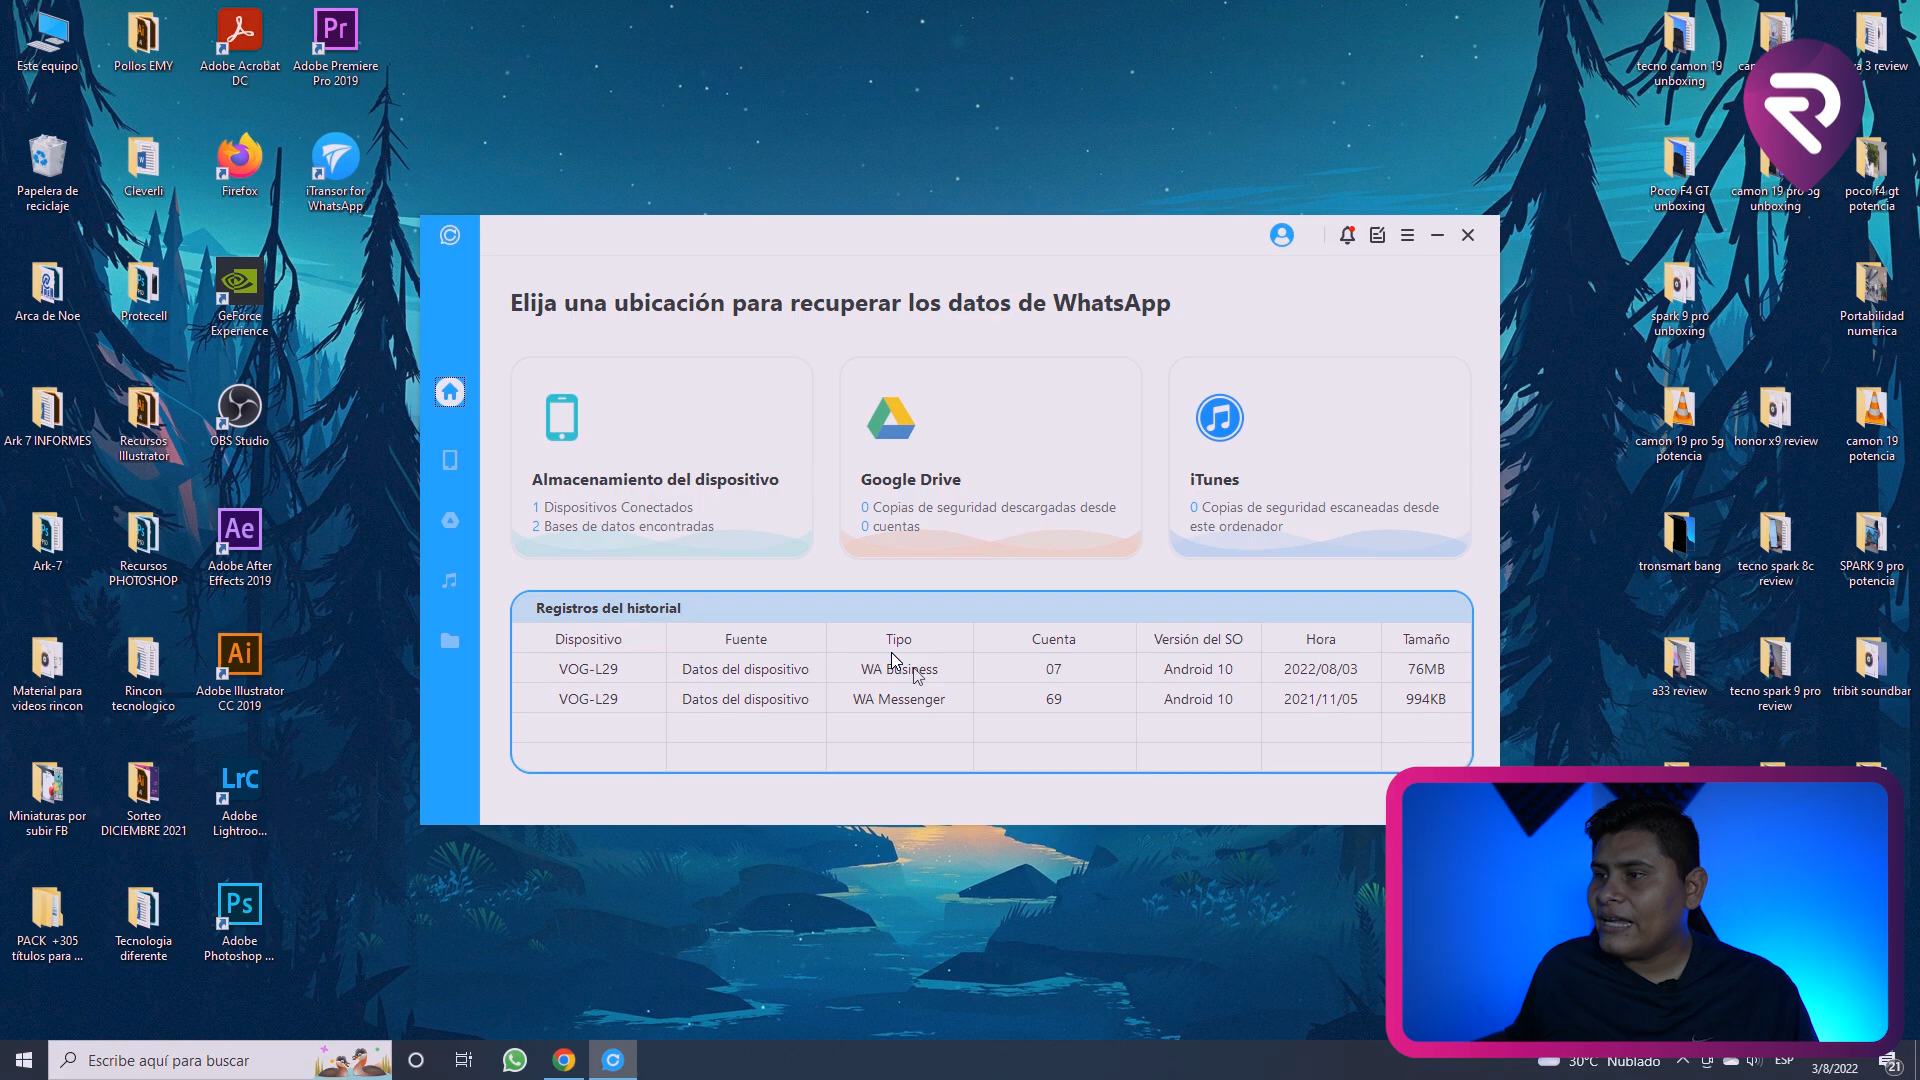 Este equipo
Pollos EMY
Adobe Acrobat
DC
Adobe Premiere
Pro 2019
Papelera de
reciclaje
Cleverli
Firefox
iTransor for
WhatsApp
Arca de Noe
Protecell
GeForce
Experience
Ark 7 INFORMES
Recursos
Illustrator
OBS Studio
Ark-7
Recursos
PHOTOSHOP
Adobe After
Effects 2019
Material para
videos rincon
Rincon
tecnologico
Adobe Illustrator
CC 2019
Miniaturas por
subir FB
Sorteo
DICIEMBRE 2021
Adobe
Lightroo...
PACK +305
títulos para ...
Tecnologia
diferente
Adobe
Photoshop ...
Elija una ubicación para recuperar los datos de WhatsApp
Almacenamiento del dispositivo
1 Dispositivos Conectados
2 Bases de datos encontradas
Google Drive
0 Copias de seguridad descargadas desde
0 cuentas
iTunes
0 Copias de seguridad escaneadas desde
este ordenador
Registros del historial
Dispositivo Fuente Tipo Cuenta Versión del SO Hora Tamaño
VOG-L29 Datos del dispositivo WA Business 07 Android 10 2022/08/03 76MB
VOG-L29 Datos del dispositivo WA Messenger 69 Android 10 2021/11/05 994KB
tecno camon 19
unboxing
3 review
Poco F4 GT
unboxing
camon 19 pro 5g
unboxing
poco f4 gt
potencia
spark 9 pro
unboxing
Portabilidad
numerica
camon 19 pro 5g
potencia
honor x9 review
camon 19
potencia
tronsmart bang
tecno spark 8c
review
SPARK 9 pro
potencia
a33 review
tecno spark 9 pro
review
tribit soundbar
Escribe aquí para buscar
30°C Nublado
ESP
3/8/2022
21